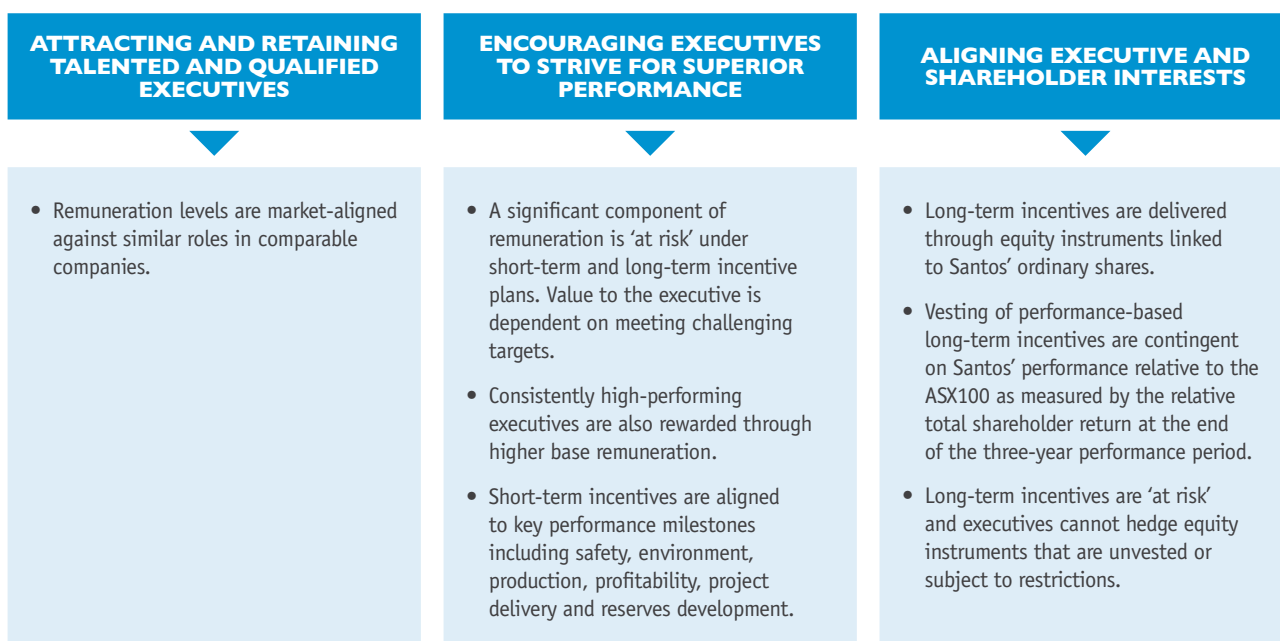 ATTRACTING AND RETAINING
TALENTED AND QUALIFIED
EXECUTIVES
• Remuneration levels are market-aligned
against similar roles in comparable
companies.
ENCOURAGING EXECUTIVES
TO STRIVE FOR SUPERIOR
PERFORMANCE
• A significant component of
remuneration is ‘at risk’ under
short-term and long-term incentive
plans. Value to the executive is
dependent on meeting challenging
targets.
• Consistently high-performing
executives are also rewarded through
higher base remuneration.
• Short-term incentives are aligned
to key performance milestones
including safety, environment,
production, profitability, project
delivery and reserves development.
ALIGNING EXECUTIVE AND
SHAREHOLDER INTERESTS
• Long-term incentives are delivered
through equity instruments linked
to Santos’ ordinary shares.
• Vesting of performance-based
long-term incentives are contingent
on Santos’ performance relative to the
ASX100 as measured by the relative
total shareholder return at the end
of the three-year performance period.
• Long-term incentives are ‘at risk’
and executives cannot hedge equity
instruments that are unvested or
subject to restrictions.